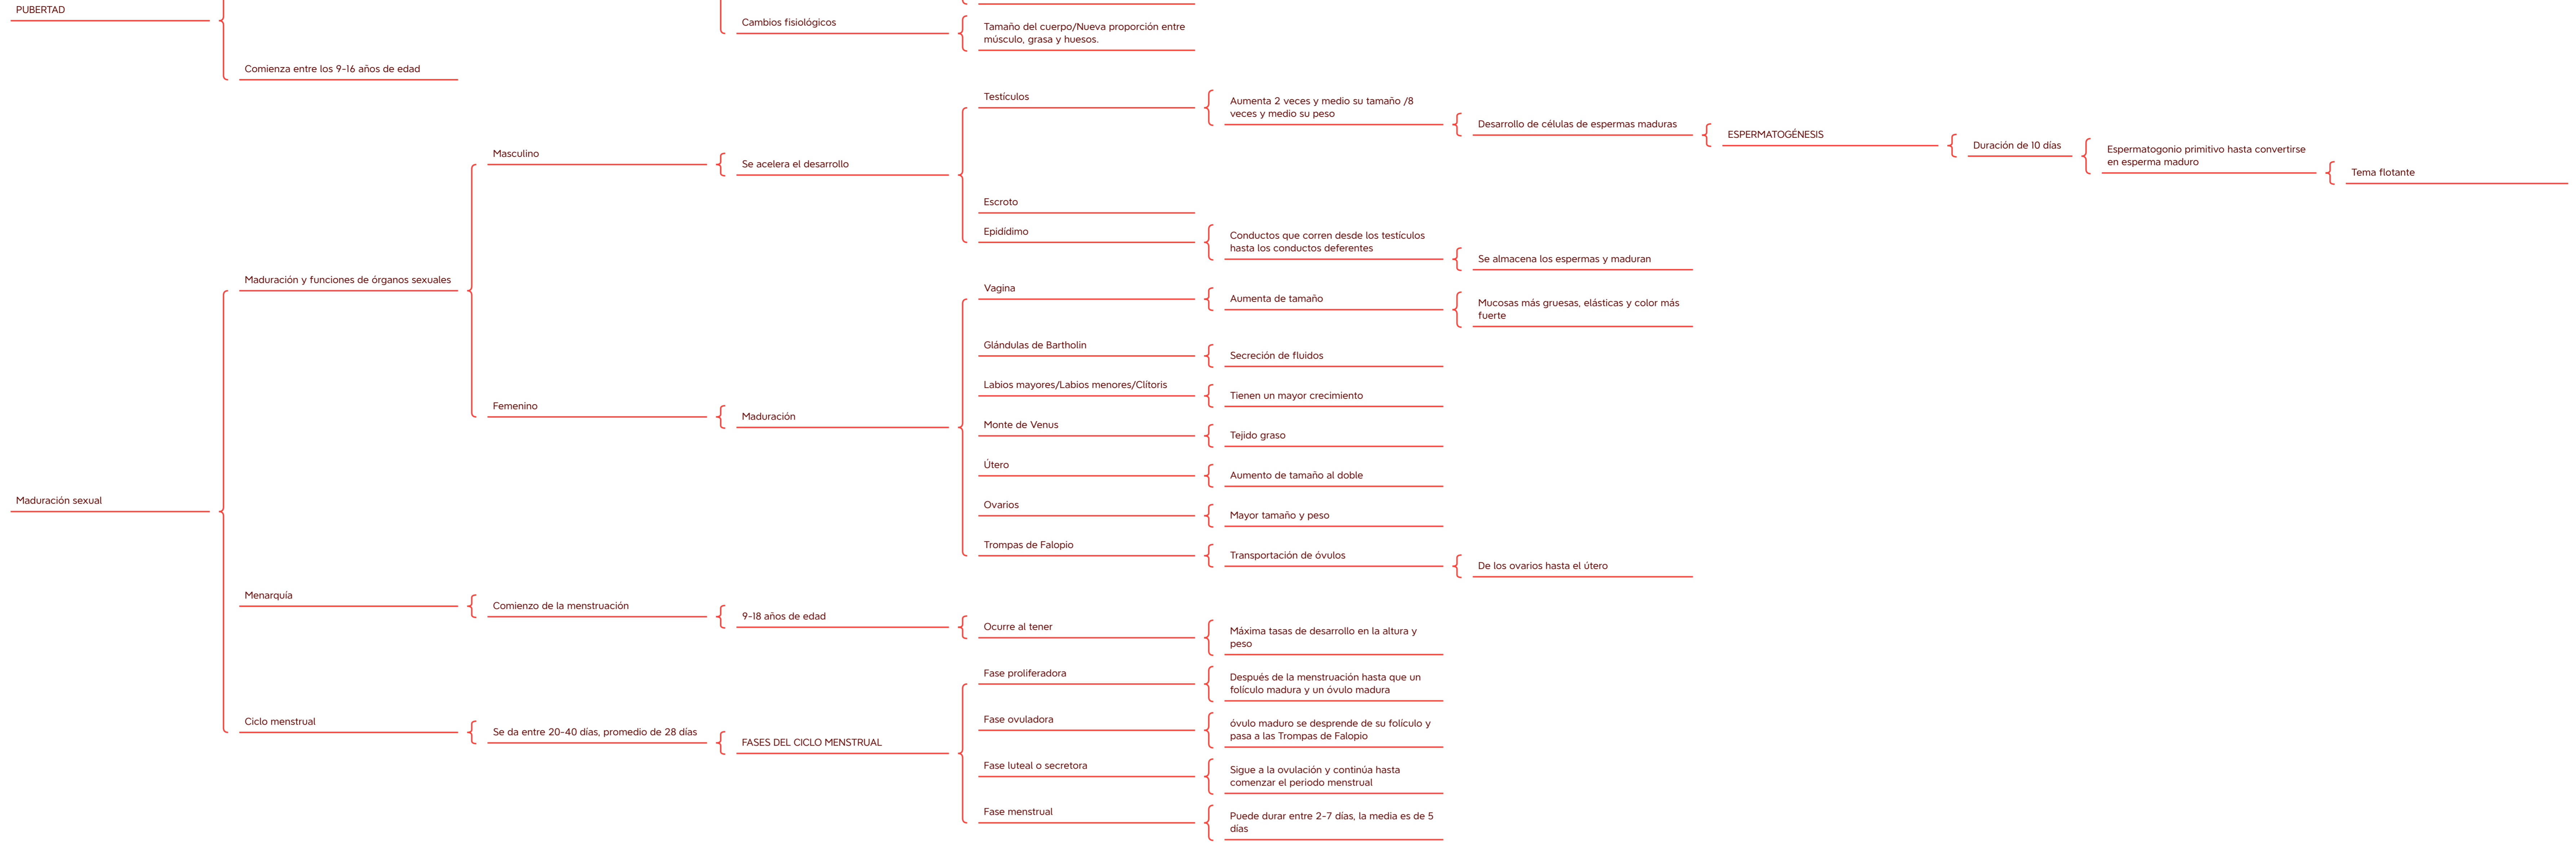 PUBERTAD
Cambios fisiológicos
Tamaño del cuerpo/Nueva proporción entre
músculo, grasa y huesos.
Comienza entre los 9-16 años de edad
Maduración sexual
Maduración y funciones de órganos sexuales
Masculino
Se acelera el desarrollo
Testículos
Aumenta 2 veces y medio su tamaño /8
veces y medio su peso
Desarrollo de células de espermas maduras
ESPERMATOGÉNESIS
Duración de 10 días
Espermatogonio primitivo hasta convertirse
en esperma maduro
Tema flotante
Escroto
Epidídimo
Conductos que corren desde los testículos
hasta los conductos deferentes
Se almacena los espermas y maduran
Femenino
Maduración
Vagina
Aumenta de tamaño
Mucosas más gruesas, elásticas y color más
fuerte
Glándulas de Bartholin
Secreción de fluidos
Labios mayores/Labios menores/Clítoris
Tienen un mayor crecimiento
Monte de Venus
Tejido graso
Útero
Aumento de tamaño al doble
Ovarios
Mayor tamaño y peso
Trompas de Falopio
Transportación de óvulos
De los ovarios hasta el útero
Menarquía
Comienzo de la menstruación
9-18 años de edad
Ocurre al tener
Máxima tasas de desarrollo en la altura y
peso
Ciclo menstrual
Se da entre 20-40 días, promedio de 28 días
FASES DEL CICLO MENSTRUAL
Fase proliferadora
Después de la menstruación hasta que un
folículo madura y un óvulo madura
Fase ovuladora
óvulo maduro se desprende de su folículo y
pasa a las Trompas de Falopio
Fase luteal o secretora
Sigue a la ovulación y continúa hasta
comenzar el periodo menstrual
Fase menstrual
Puede durar entre 2-7 días, la media es de 5
días